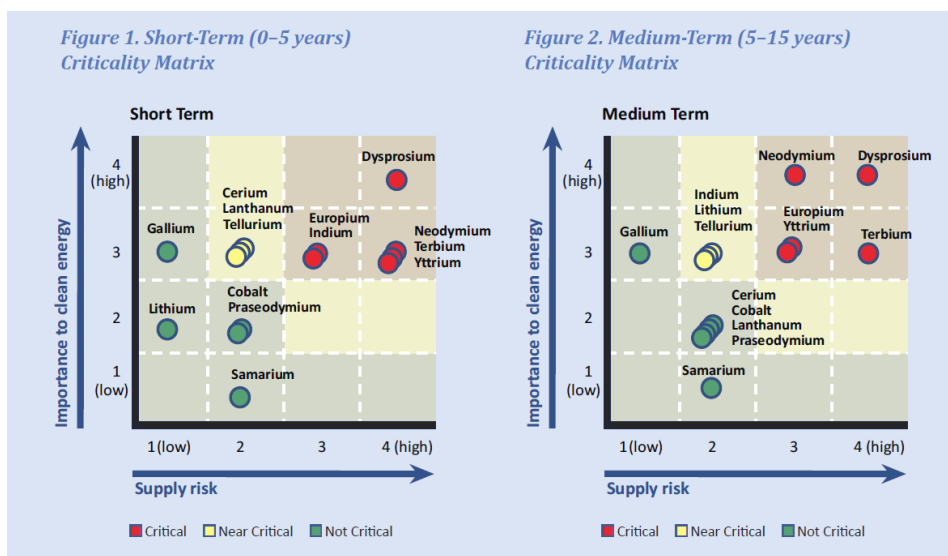 Figure 1. Short-Term (0–5 years)
Criticality Matrix
Short Term
Importance to clean energy
4
(high)
3
2
1
(low)
Dysprosium
Cerium
Lanthanum
Tellurium
Gallium
Europium
Indium
Neodymium
Terbium
Yttrium
Lithium
Cobalt
Praseodymium
Samarium
1 (low)
2
3
4 (high)
Supply risk
Critical
Near Critical
Not Critical
Figure 2. Medium-Term (5–15 years)
Criticality Matrix
Medium Term
Importance to clean energy
4
(high)
3
2
1
(low)
Neodymium
Dysprosium
Indium
Lithium
Tellurium
Gallium
Europium
Yttrium
Terbium
Cerium
Cobalt
Lanthanum
Praseodymium
Samarium
1 (low)
2
3
4 (high)
Supply risk
Critical
Near Critical
Not Critical